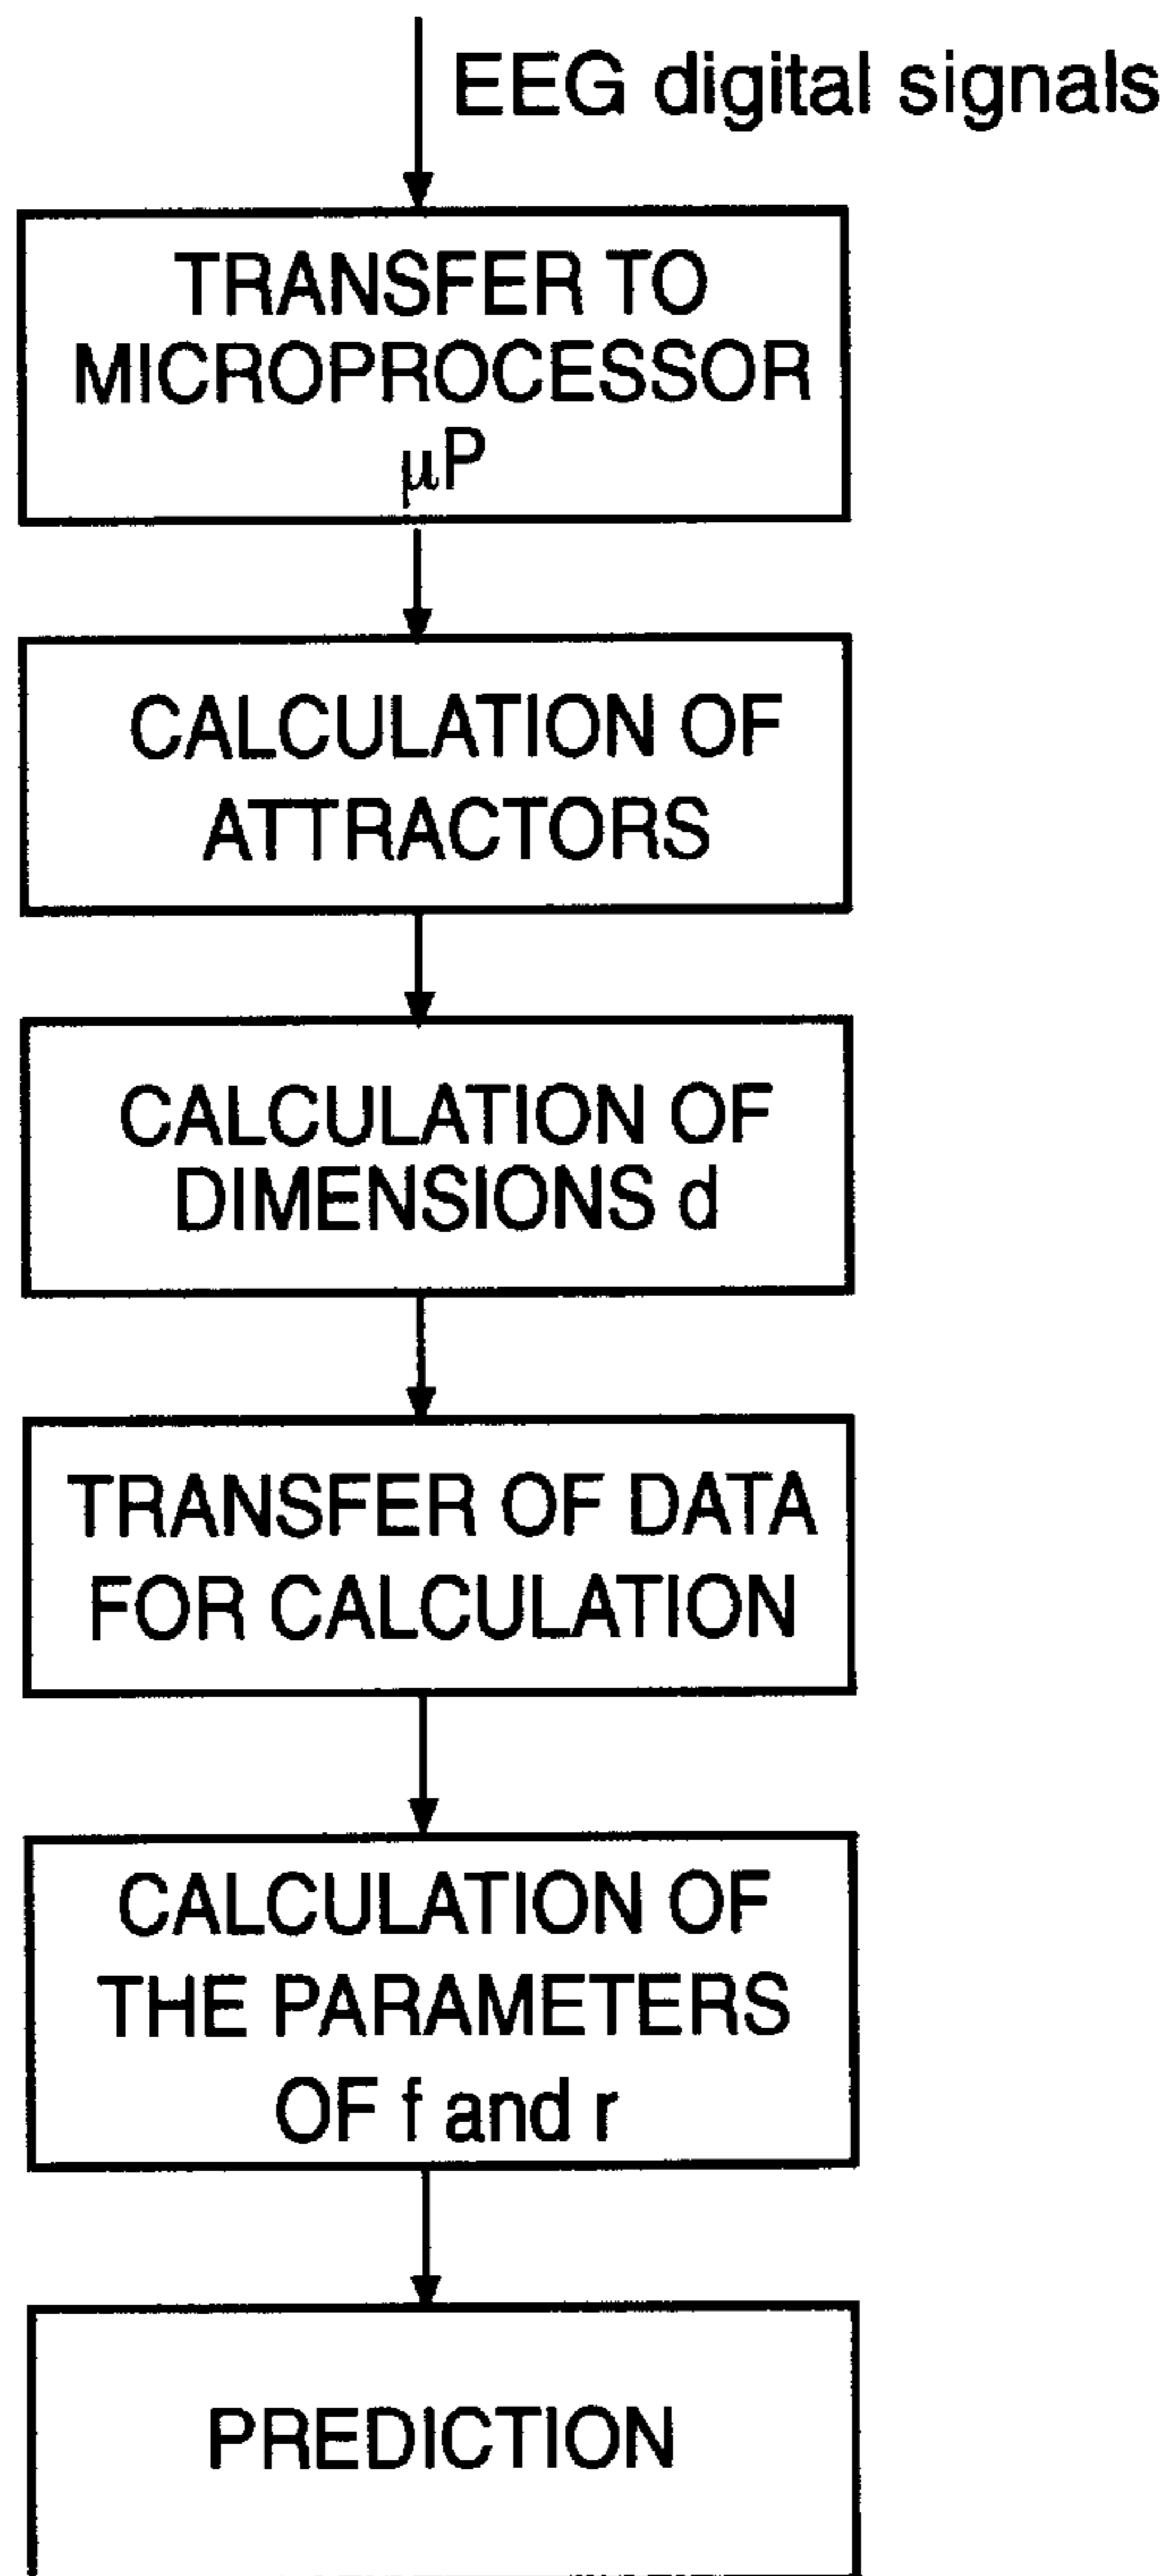 EEG digital signals
TRANSFER TO
MICROPROCESSOR
μP
CALCULATION OF
ATTRACTORS
CALCULATION OF
DIMENSIONS d
TRANSFER OF DATA
FOR CALCULATION
CALCULATION OF
THE PARAMETERS
OF f and r
PREDICTION